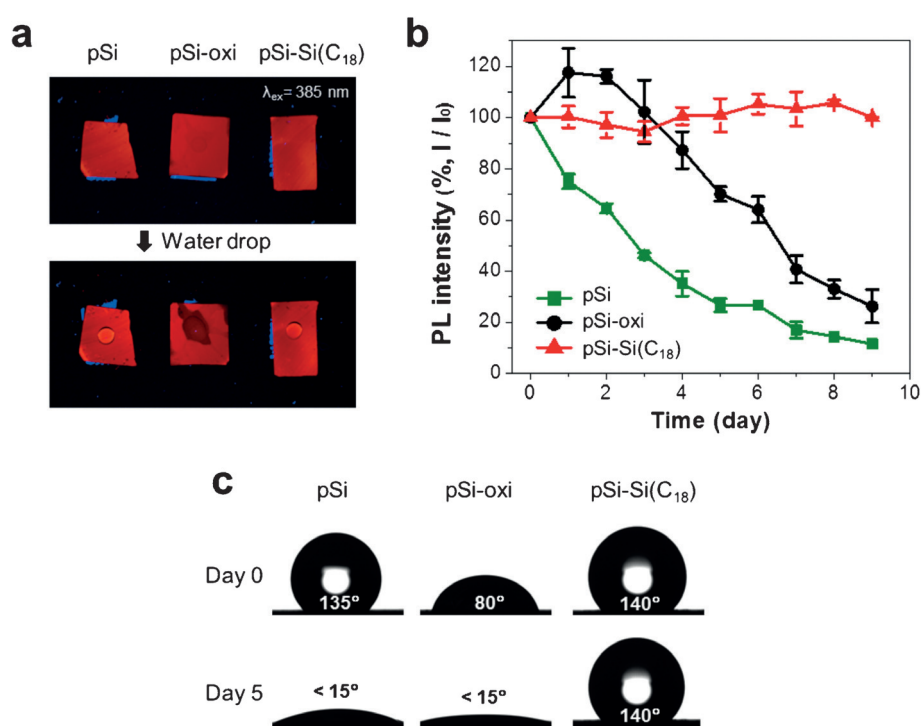 a
pSi pSi-oxi pSi-Si(C₁₈)
λₑₓ= 385 nm
Water drop
b
PL intensity (%, I / I₀)
120
100
80
60
40
20
0
pSi
pSi-oxi
pSi-Si(C₁₈)
0 2 4 6 8 10
Time (day)
c
pSi pSi-oxi pSi-Si(C₁₈)
Day 0
135° 80° 140°
Day 5
< 15° < 15° 140°